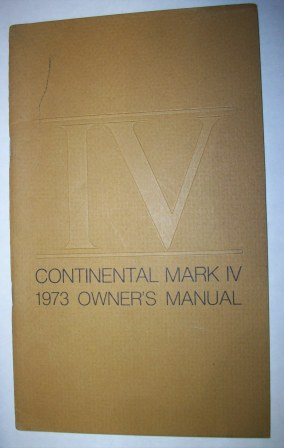 IV
CONTINENTAL MARK IV
1973 OWNER'S MANUAL